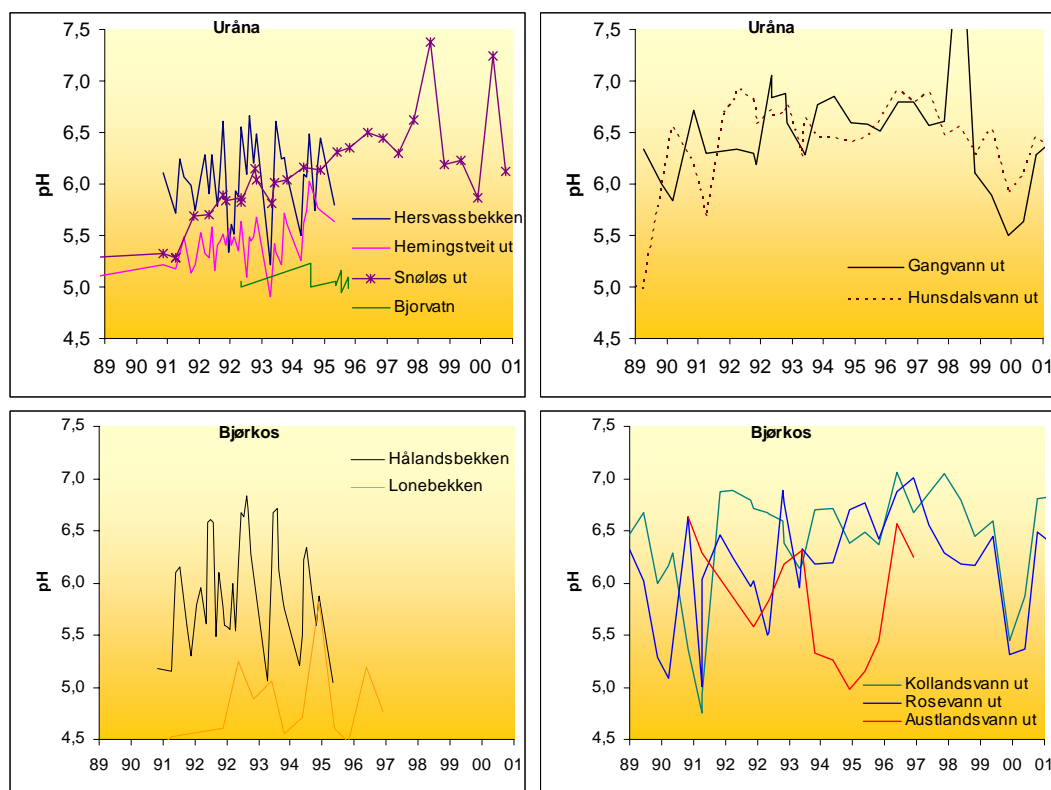 Uråna
7,5
7,0
6,5
6,0
5,5
5,0
4,5
pH
Hersvassbekken
Hemingstveit ut
Snøløs ut
Bjorvatn
89 90 90 91 92 93 94 95 96 97 98 99 00 01
Uråna
7,5
7,0
6,5
6,0
5,5
5,0
4,5
pH
Gangvann ut
Hunsdalsvann ut
89 90 90 91 92 93 94 95 96 97 98 99 00 01
Bjørkos
7,5
7,0
6,5
6,0
5,5
5,0
4,5
pH
Hålandsbekken
Lonebekken
89 90 90 91 92 93 94 95 96 97 98 99 00 01
Bjørkos
7,5
7,0
6,5
6,0
5,5
5,0
4,5
pH
Kollandsvann ut
Rosevann ut
Austlandsvann ut
89 90 90 91 92 93 94 95 96 97 98 99 00 01